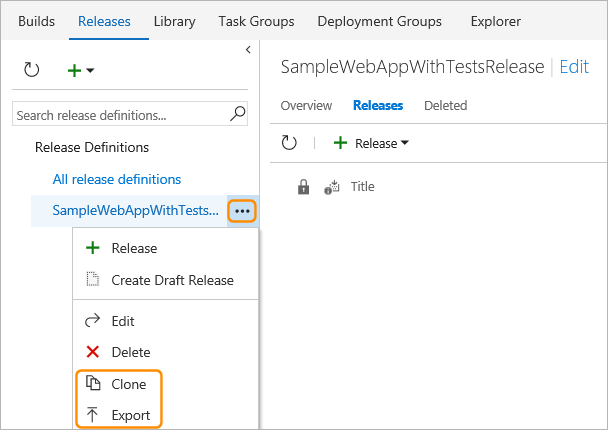 Builds Releases Library Task Groups Deployment Groups Explorer
SampleWebAppWithTestsRelease | Edit
Search release definitions...
Overview Releases Deleted
Release Definitions
Release
All release definitions
SampleWebAppWithTests... •••
Title
Release
Create Draft Release
Edit
Delete
Clone
Export